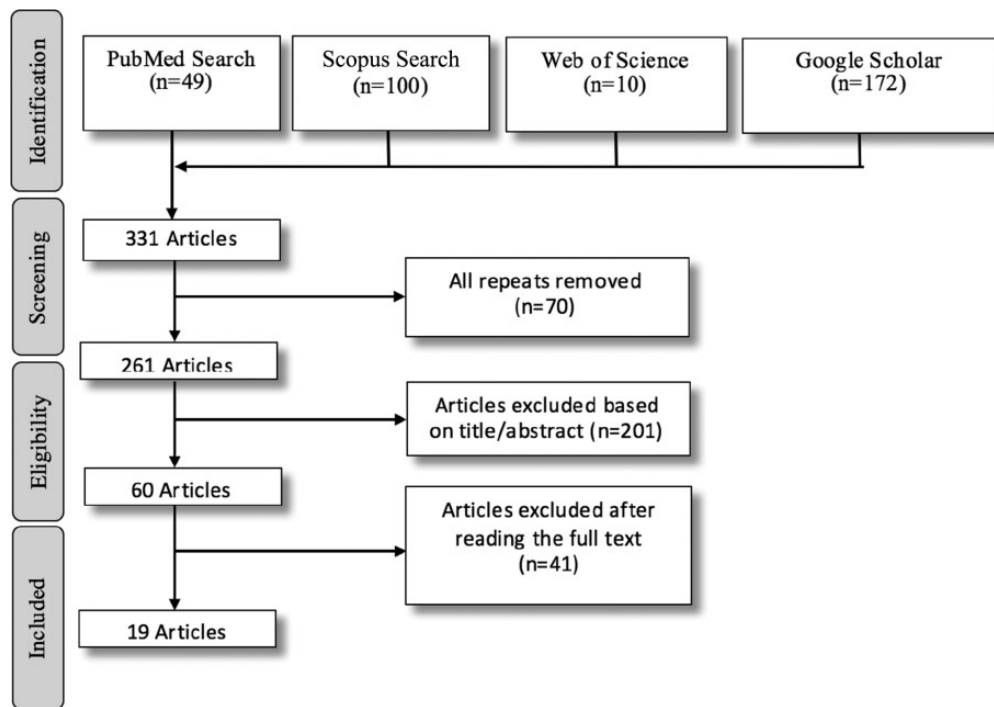 Identification
PubMed Search
(n=49)
Scopus Search
(n=100)
Web of Science
(n=10)
Google Scholar
(n=172)
Screening
331 Articles
All repeats removed
(n=70)
261 Articles
Eligibility
Articles excluded based
on title/abstract (n=201)
60 Articles
Included
Articles excluded after
reading the full text
(n=41)
19 Articles